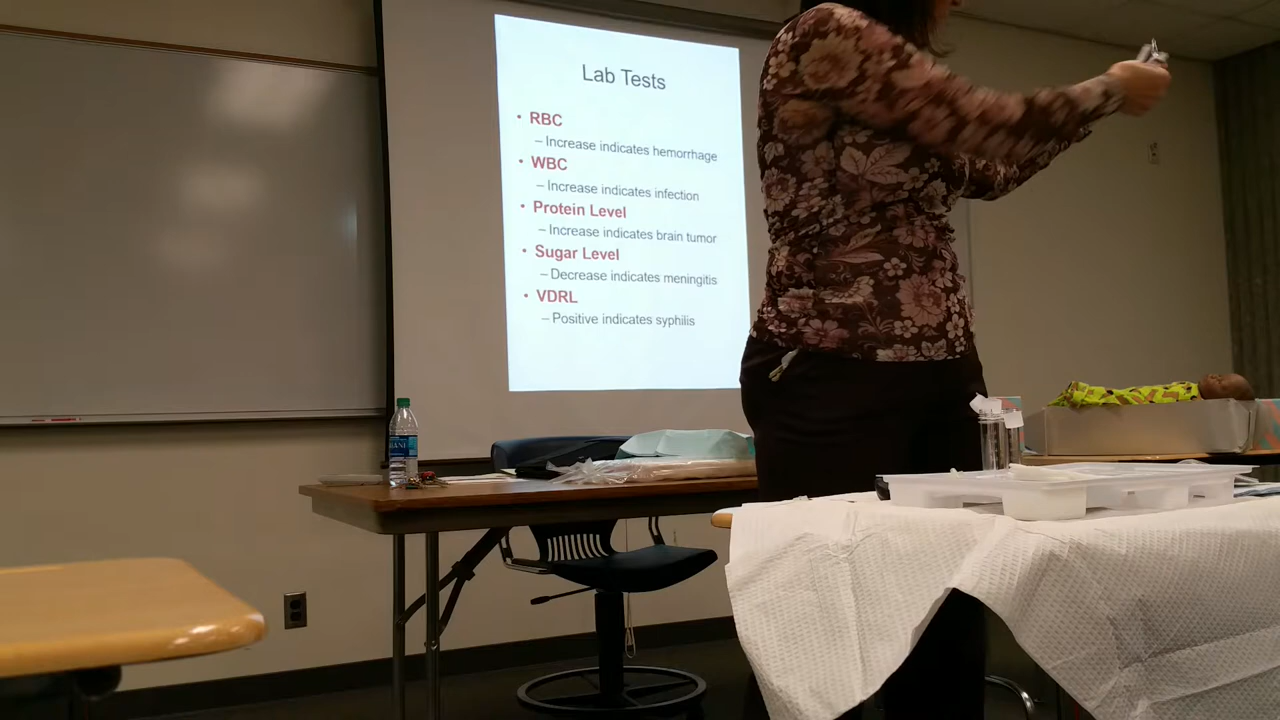 Lab Tests
• RBC
– Increase indicates hemorrhage
• WBC
– Increase indicates infection
• Protein Level
– Increase indicates brain tumor
• Sugar Level
– Decrease indicates meningitis
• VDRL
– Positive indicates syphilis